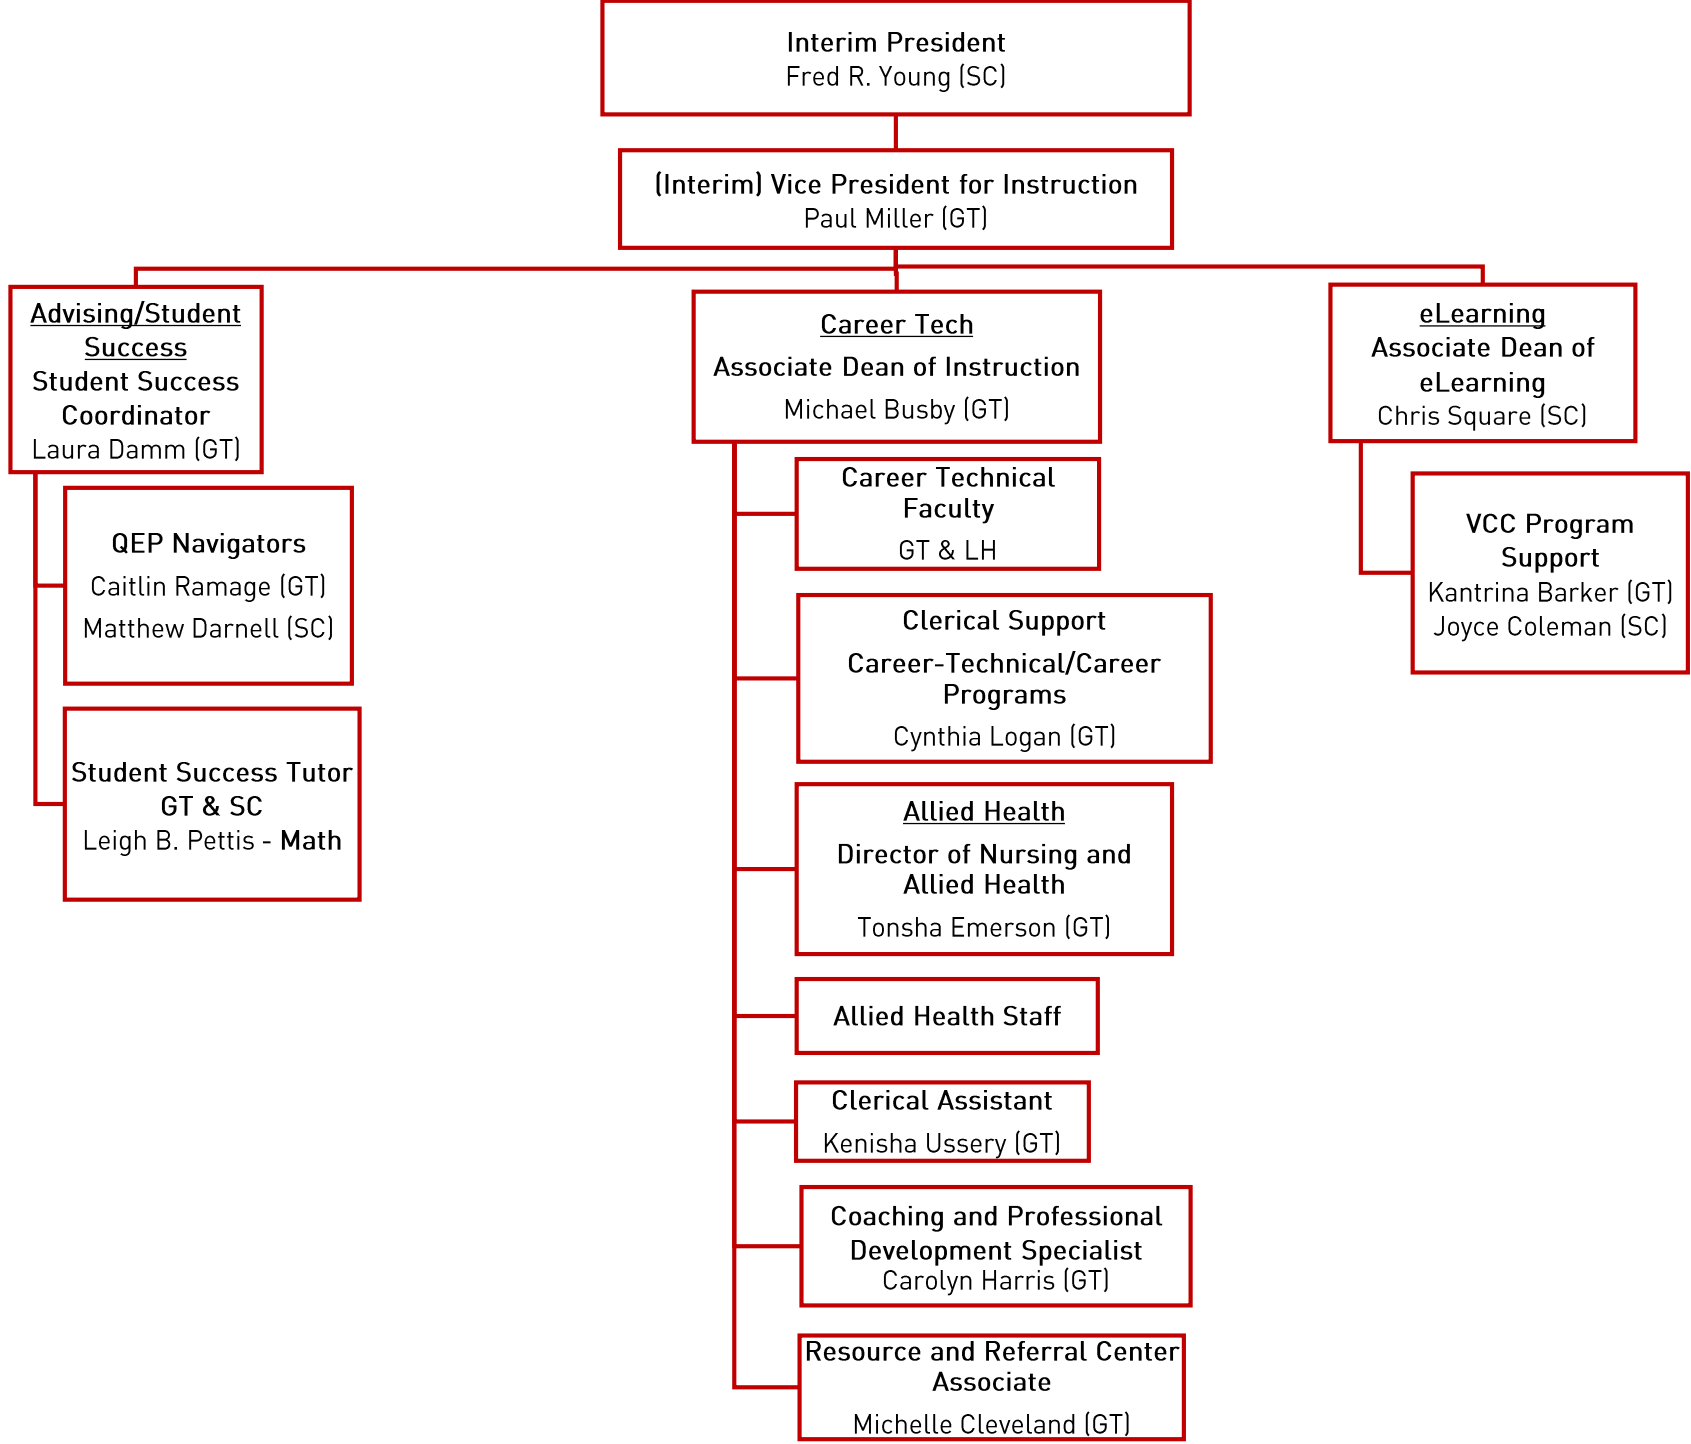 Interim President
Fred R. Young (SC)
(Interim) Vice President for Instruction
Paul Miller (GT)
Advising/Student
Success
Student Success
Coordinator
Laura Damm (GT)
QEP Navigators
Caitlin Ramage (GT)
Matthew Darnell (SC)
Student Success Tutor
GT & SC
Leigh B. Pettis - Math
Career Tech
Associate Dean of Instruction
Michael Busby (GT)
Career Technical
Faculty
GT & LH
Clerical Support
Career-Technical/Career
Programs
Cynthia Logan (GT)
Allied Health
Director of Nursing and
Allied Health
Tonsha Emerson (GT)
Allied Health Staff
Clerical Assistant
Kenisha Ussery (GT)
Coaching and Professional
Development Specialist
Carolyn Harris (GT)
Resource and Referral Center
Associate
Michelle Cleveland (GT)
eLearning
Associate Dean of
eLearning
Chris Square (SC)
VCC Program
Support
Kantrina Barker (GT)
Joyce Coleman (SC)